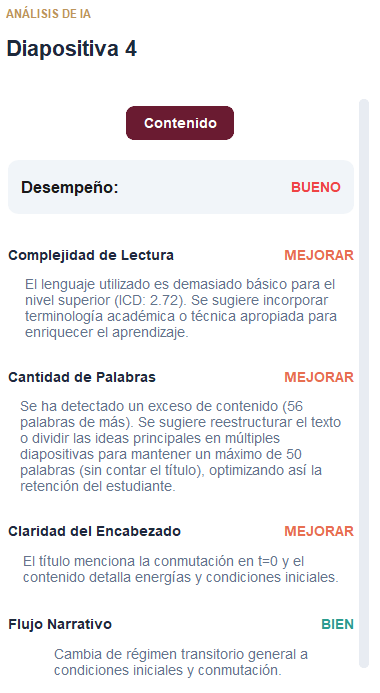 ANÁLISIS DE IA
Diapositiva 4
Contenido
Desempeño: BUENO
Complejidad de Lectura MEJORAR
El lenguaje utilizado es demasiado básico para el
nivel superior (ICD: 2.72). Se sugiere incorporar
terminología académica o técnica apropiada para
enriquecer el aprendizaje.
Cantidad de Palabras MEJORAR
Se ha detectado un exceso de contenido (56
palabras de más). Se sugiere reestructurar el texto
o dividir las ideas principales en múltiples
diapositivas para mantener un máximo de 50
palabras (sin contar el título), optimizando así la
retención del estudiante.
Claridad del Encabezado MEJORAR
El título menciona la conmutación en t=0 y el
contenido detalla energías y condiciones iniciales.
Flujo Narrativo BIEN
Cambia de régimen transitorio general a
condiciones iniciales y conmutación.